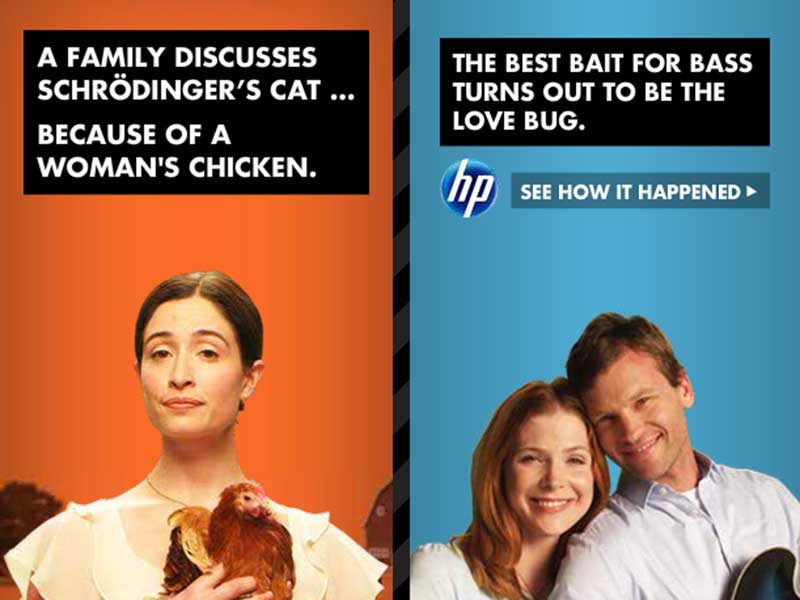 A FAMILY DISCUSSES
SCHRÖDINGER'S CAT ...
BECAUSE OF A
WOMAN'S CHICKEN.
THE BEST BAIT FOR BASS
TURNS OUT TO BE THE
LOVE BUG.
hp
SEE HOW IT HAPPENED